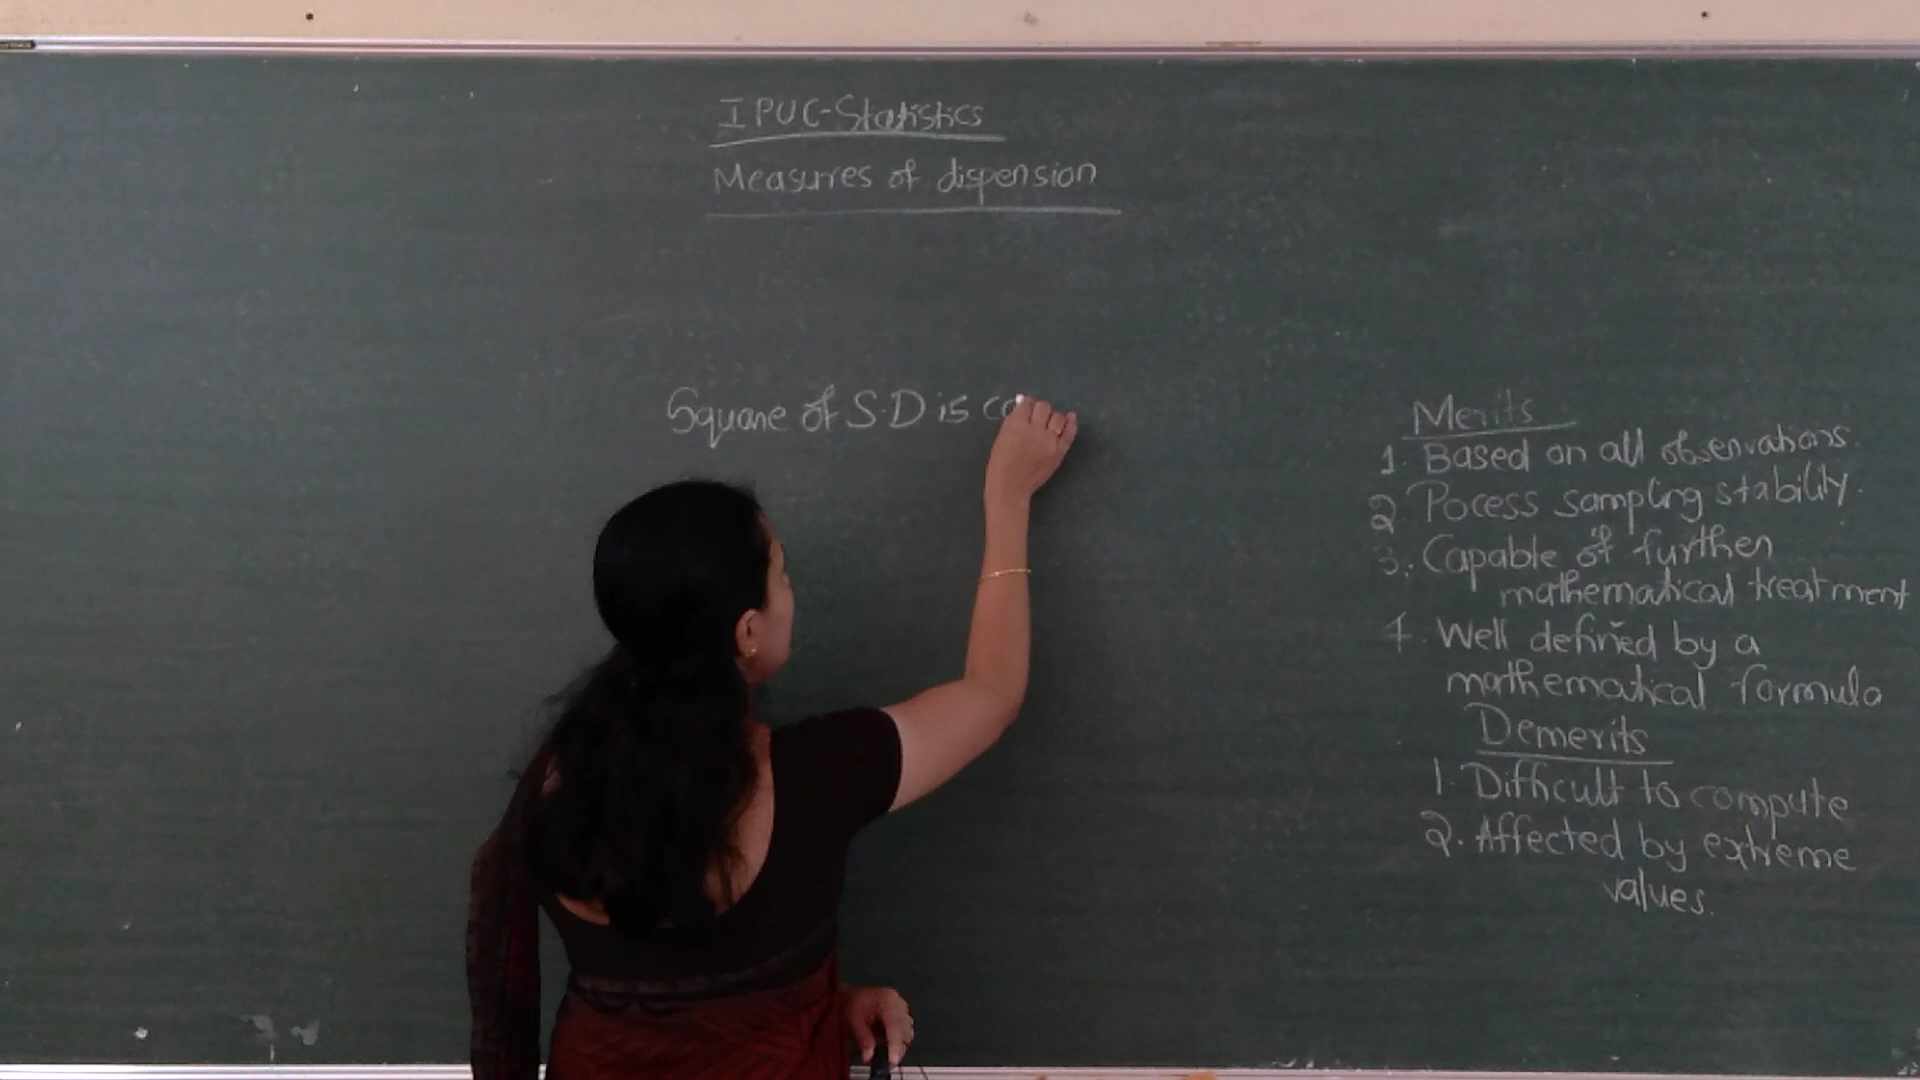 I PUC-Statistics
Measures of dispersion
Square of S.D is ca
Merits
1. Based on all observations.
2. Pocess sampling stability.
3. Capable of further
mathematical treatment
4. Well defined by a
mathematical formula
Demerits
1. Difficult to compute
2. Affected by extreme
values.